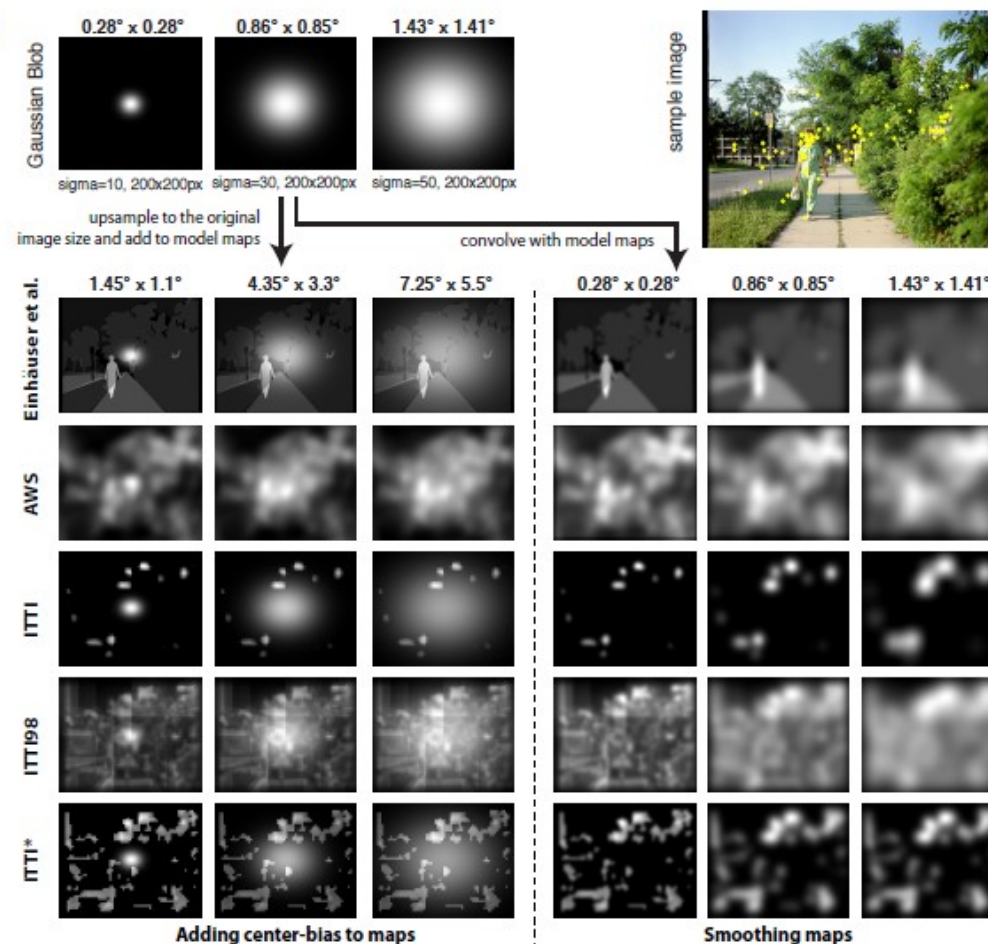 0.28° x 0.28° 0.86° x 0.85° 1.43° x 1.41°
Gaussian Blob
sample image
sigma=10, 200x200px sigma=30, 200x200px sigma=50, 200x200px
upsample to the original
image size and add to model maps
convolve with model maps
1.45° x 1.1° 4.35° x 3.3° 7.25° x 5.5° 0.28° x 0.28° 0.86° x 0.85° 1.43° x 1.41°
Einhäuser et al.
AWS
ITTI
ITTI98
ITTI*
Adding center-bias to maps Smoothing maps